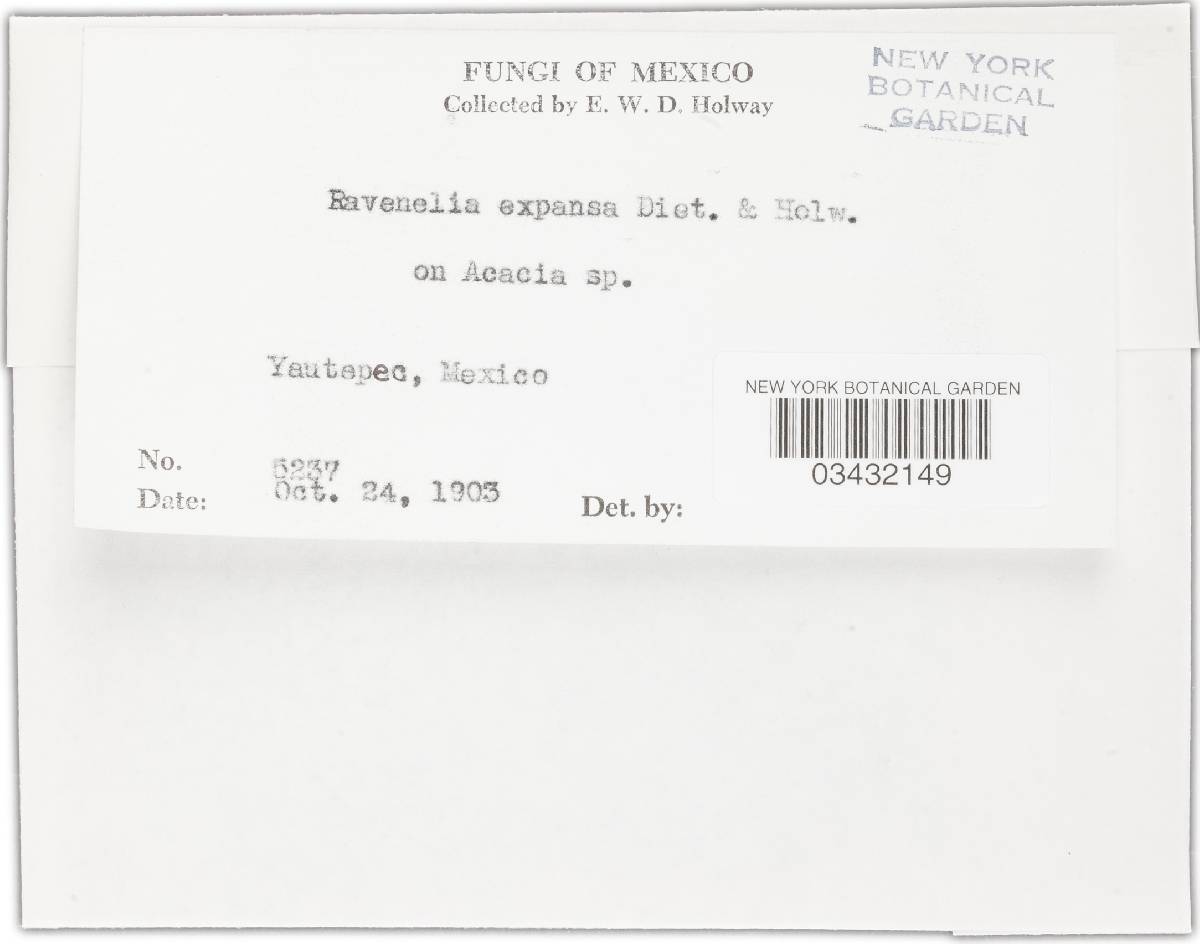 FUNGI OF MEXICO
Collected by E. W. D. Holway
NEW YORK
BOTANICAL
GARDEN
Ravenelia expansa Diet. & Holw.
on Acacia sp.
Yautepec, Mexico
NEW YORK BOTANICAL GARDEN
03432149
No. 5237
Date: Oct. 24, 1903
Det. by: